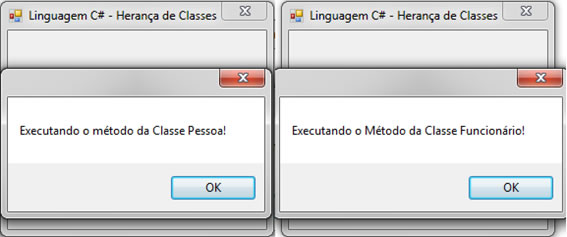 Linguagem C# - Herança de Classes
Executando o método da Classe Pessoa!
OK
Linguagem C# - Herança de Classes
Executando o Método da Classe Funcionário!
OK